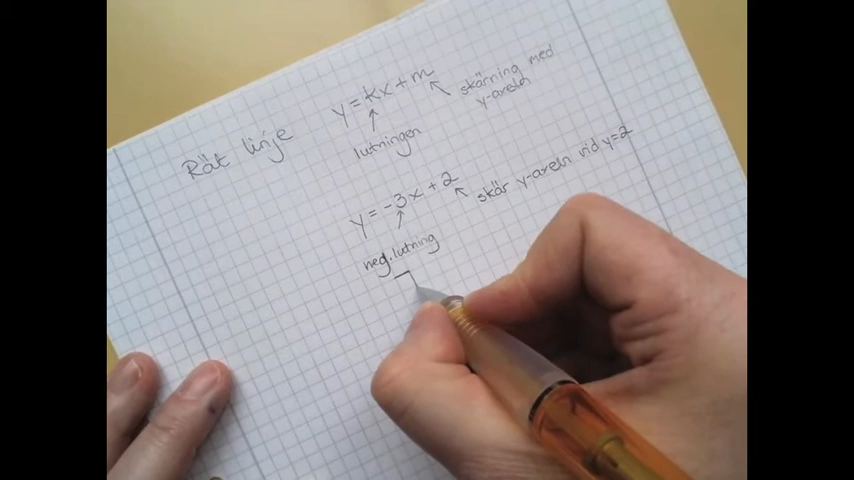 Rät linje
y = kx + m
skärning med
y-axeln
lutningen
y = -3x + 2
skär y-axeln vid y=2
neg. lutning